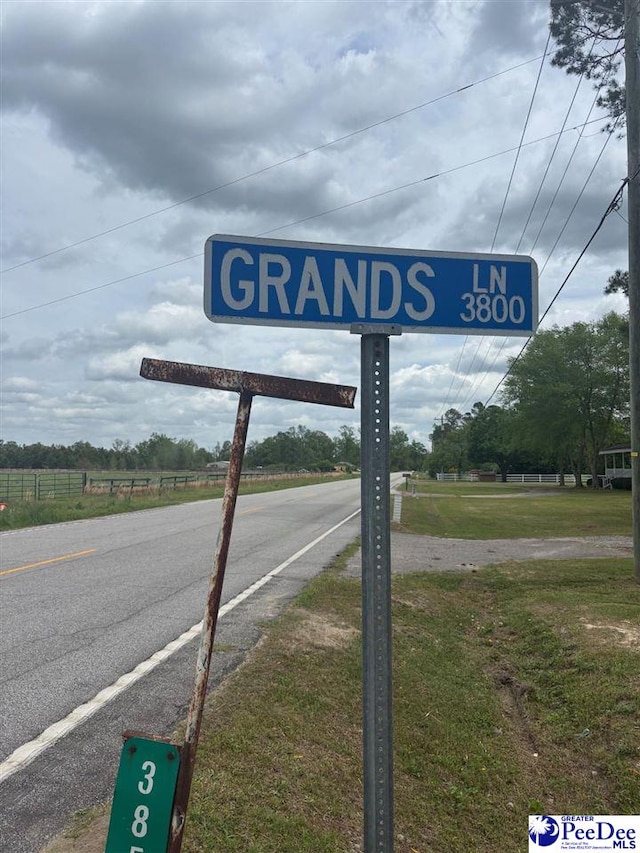 GRANDS LN
3800
3
8
GREATER
PeeDee
MLS